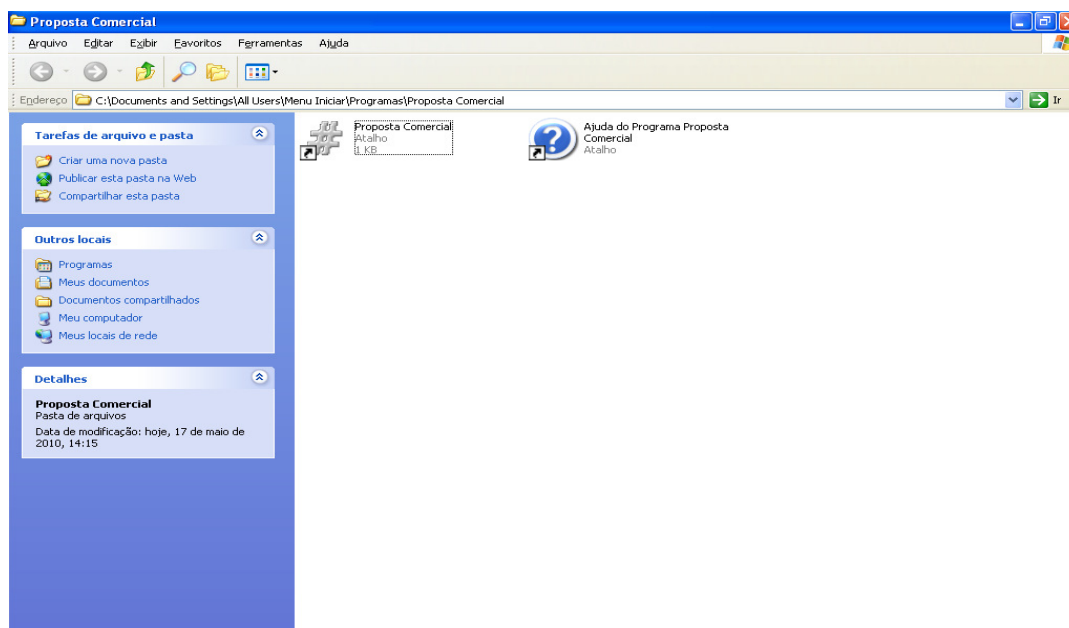 Proposta Comercial
Arquivo Editar Exibir Favoritos Ferramentas Ajuda
Endereço C:\Documents and Settings\All Users\Menu Iniciar\Programas\Proposta Comercial Ir
Tarefas de arquivo e pasta
Criar uma nova pasta
Publicar esta pasta na Web
Compartilhar esta pasta
Outros locais
Programas
Meus documentos
Documentos compartilhados
Meu computador
Meus locais de rede
Detalhes
Proposta Comercial
Pasta de arquivos
Data de modificação: hoje, 17 de maio de
2010, 14:15
Proposta Comercial
Atalho
1 KB
Ajuda do Programa Proposta
Comercial
Atalho